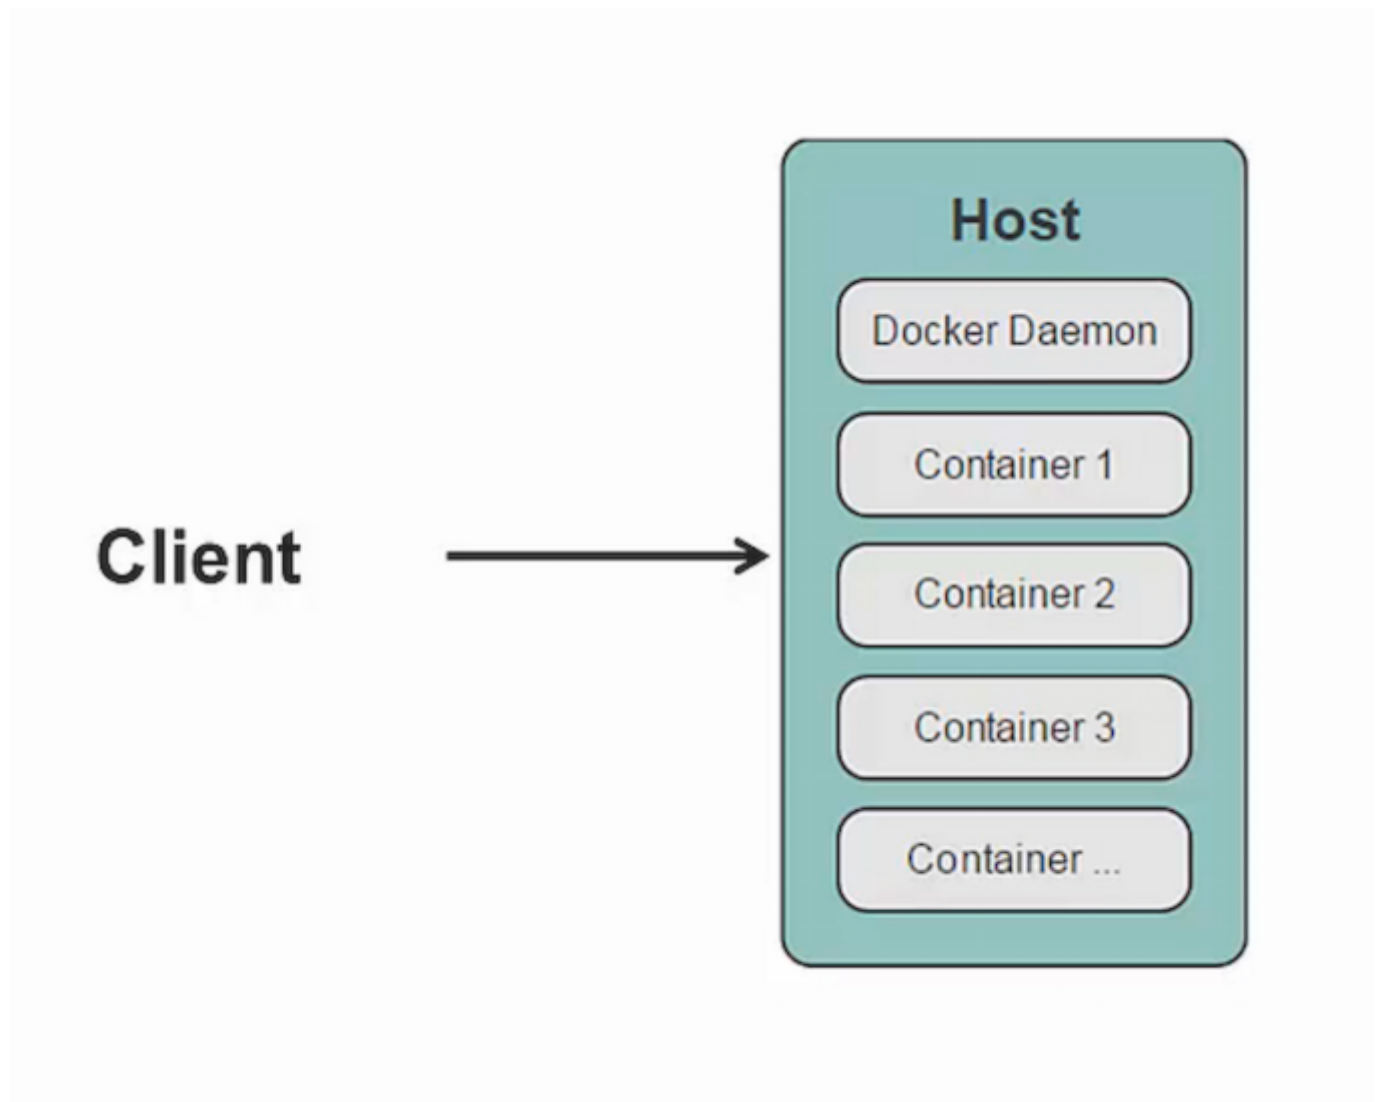 Host
Docker Daemon
Container 1
Client
Container 2
Container 3
Container ...